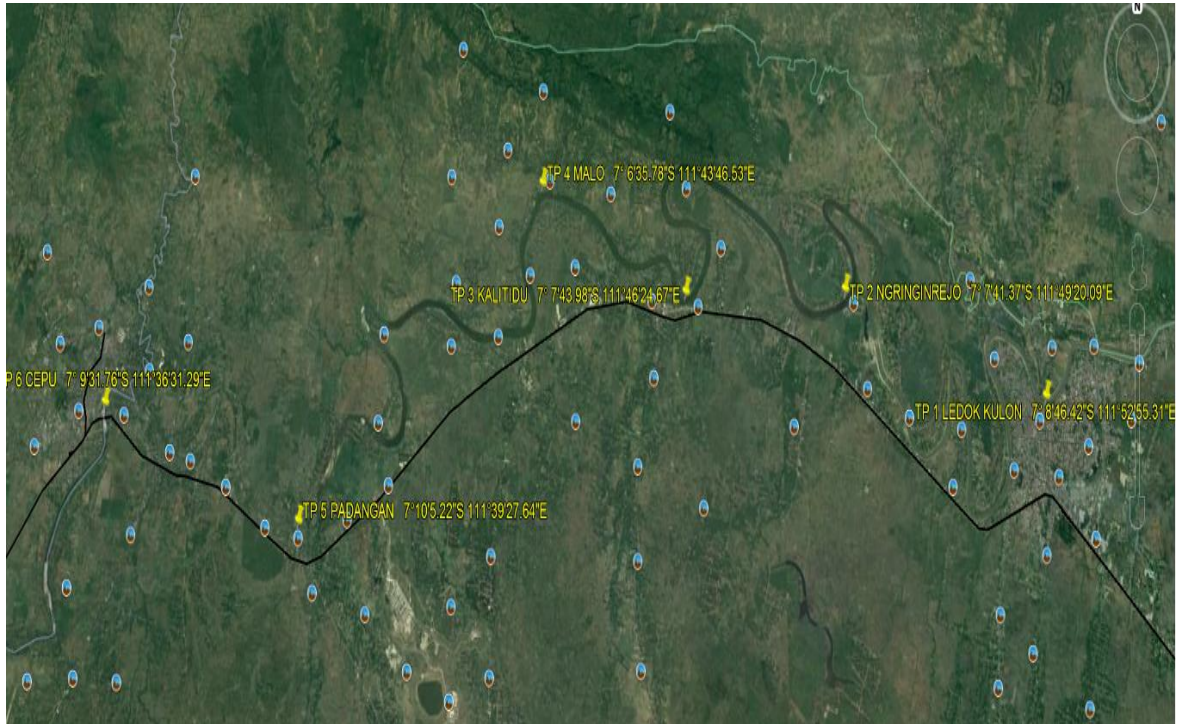 N
TP 4 MALO   7° 6'35.78"S 111°43'46.53"E
TP 3 KALITIDU   7° 7'43.98"S 111°46'24.67"E
TP 2 NGRINGINREJO   7° 7'41.37"S 111°49'20.09"E
P 6 CEPU   7° 9'31.76"S 111°36'31.29"E
TP 1 LEDOK KULON   7° 8'46.42"S 111°52'55.31"E
TP 5 PADANGAN   7°10'5.22"S 111°39'27.64"E